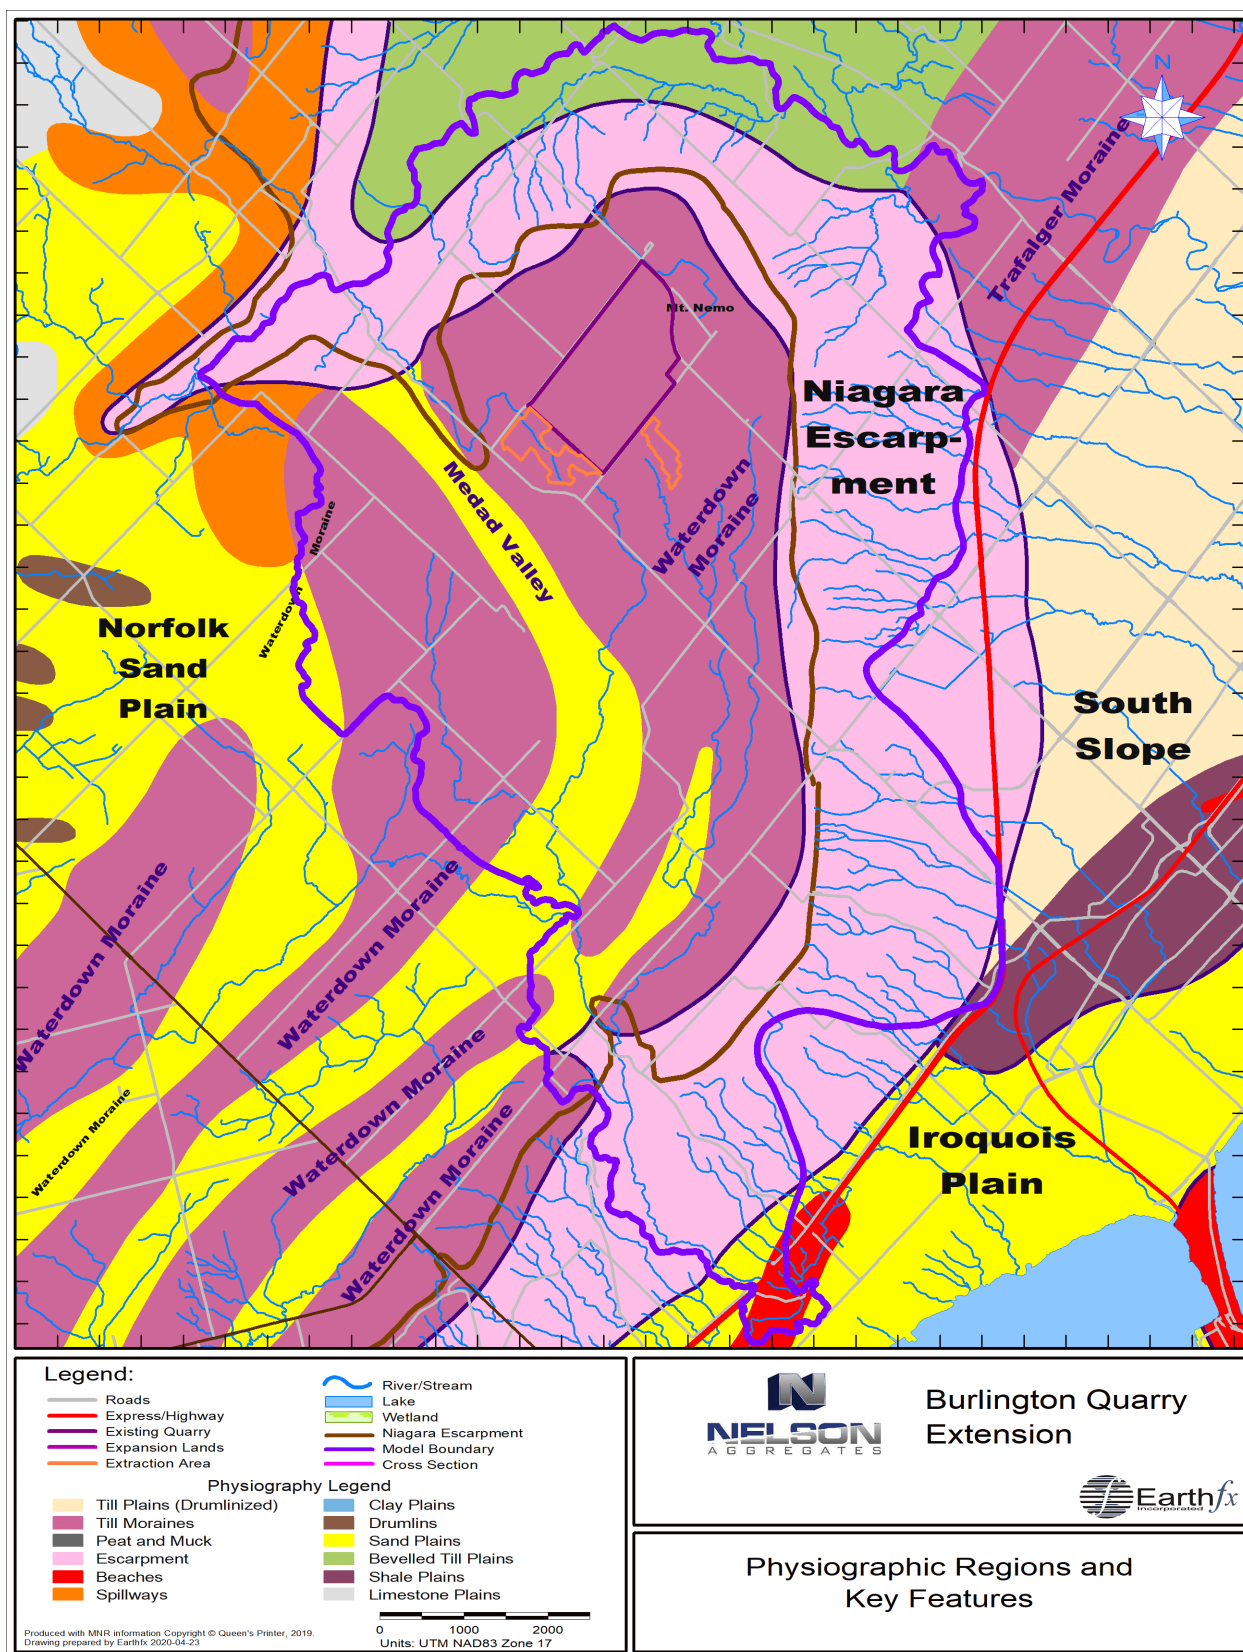 N
Trafalger Moraine
Mt. Nemo
Niagara
Escarp-
ment
Medad Valley
Waterdown
Moraine
Moraine
Waterdown
Norfolk
Sand
Plain
South
Slope
Waterdown Moraine
Waterdown Moraine
Waterdown Moraine
Waterdown Moraine
Waterdown Moraine
Iroquois
Plain
Legend:
Roads
Express/Highway
Existing Quarry
Expansion Lands
Extraction Area
River/Stream
Lake
Wetland
Niagara Escarpment
Model Boundary
Cross Section
Physiography Legend
Till Plains (Drumlinized)
Till Moraines
Peat and Muck
Escarpment
Beaches
Spillways
Clay Plains
Drumlins
Sand Plains
Bevelled Till Plains
Shale Plains
Limestone Plains
Produced with MNR information Copyright © Queen's Printer, 2019.
Drawing prepared by Earthfx 2020-04-23
0 1000 2000
Units: UTM NAD83 Zone 17
N
NELSON
AGGREGATES
Burlington Quarry
Extension
Earthfx
Incorporated
Physiographic Regions and
Key Features